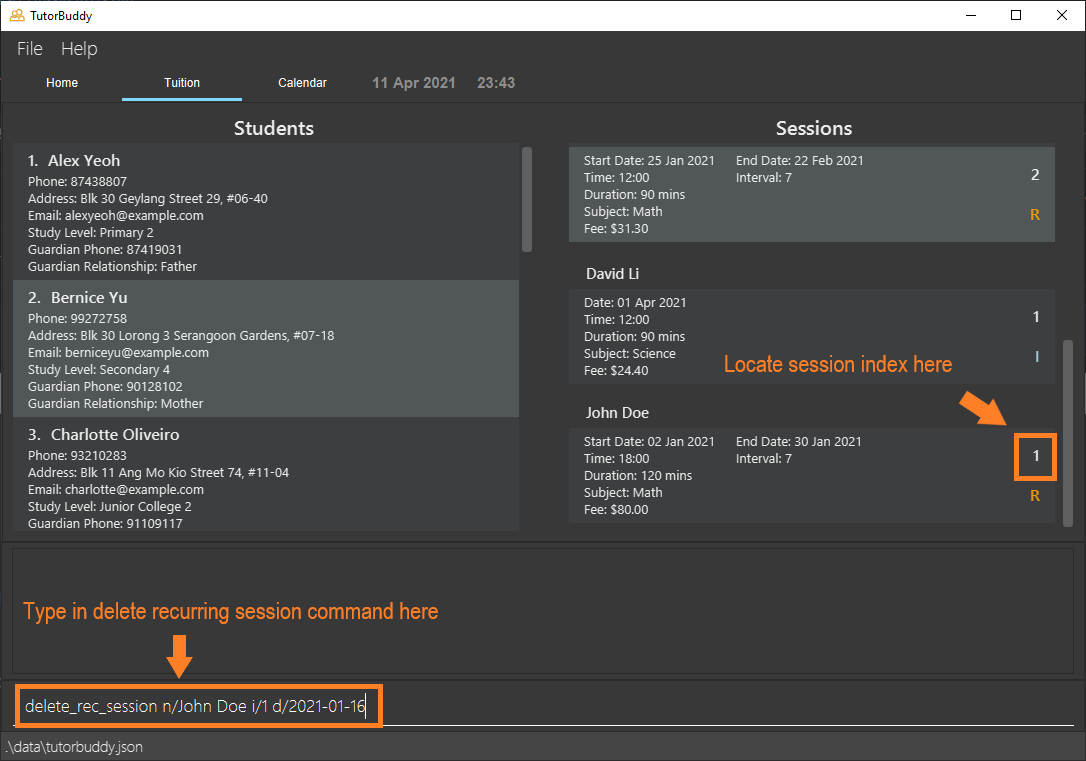 TutorBuddy
File Help
Home Tuition Calendar 11 Apr 2021 23:43
Students
1. Alex Yeoh
Phone: 87438807
Address: Blk 30 Geylang Street 29, #06-40
Email: alexyeoh@example.com
Study Level: Primary 2
Guardian Phone: 87419031
Guardian Relationship: Father
2. Bernice Yu
Phone: 99272758
Address: Blk 30 Lorong 3 Serangoon Gardens, #07-18
Email: berniceyu@example.com
Study Level: Secondary 4
Guardian Phone: 90128102
Guardian Relationship: Mother
3. Charlotte Oliveiro
Phone: 93210283
Address: Blk 11 Ang Mo Kio Street 74, #11-04
Email: charlotte@example.com
Study Level: Junior College 2
Guardian Phone: 91109117
Sessions
Start Date: 25 Jan 2021 End Date: 22 Feb 2021
Time: 12:00 Interval: 7
2
Duration: 90 mins
Subject: Math
R
Fee: $31.30
David Li
Date: 01 Apr 2021
Time: 12:00
1
Duration: 90 mins
Subject: Science
I
Fee: $24.40
Locate session index here
John Doe
Start Date: 02 Jan 2021 End Date: 30 Jan 2021
Time: 18:00 Interval: 7
1
Duration: 120 mins
Subject: Math
R
Fee: $80.00
Type in delete recurring session command here
delete_rec_session n/John Doe i/1 d/2021-01-16
.\data\tutorbuddy.json